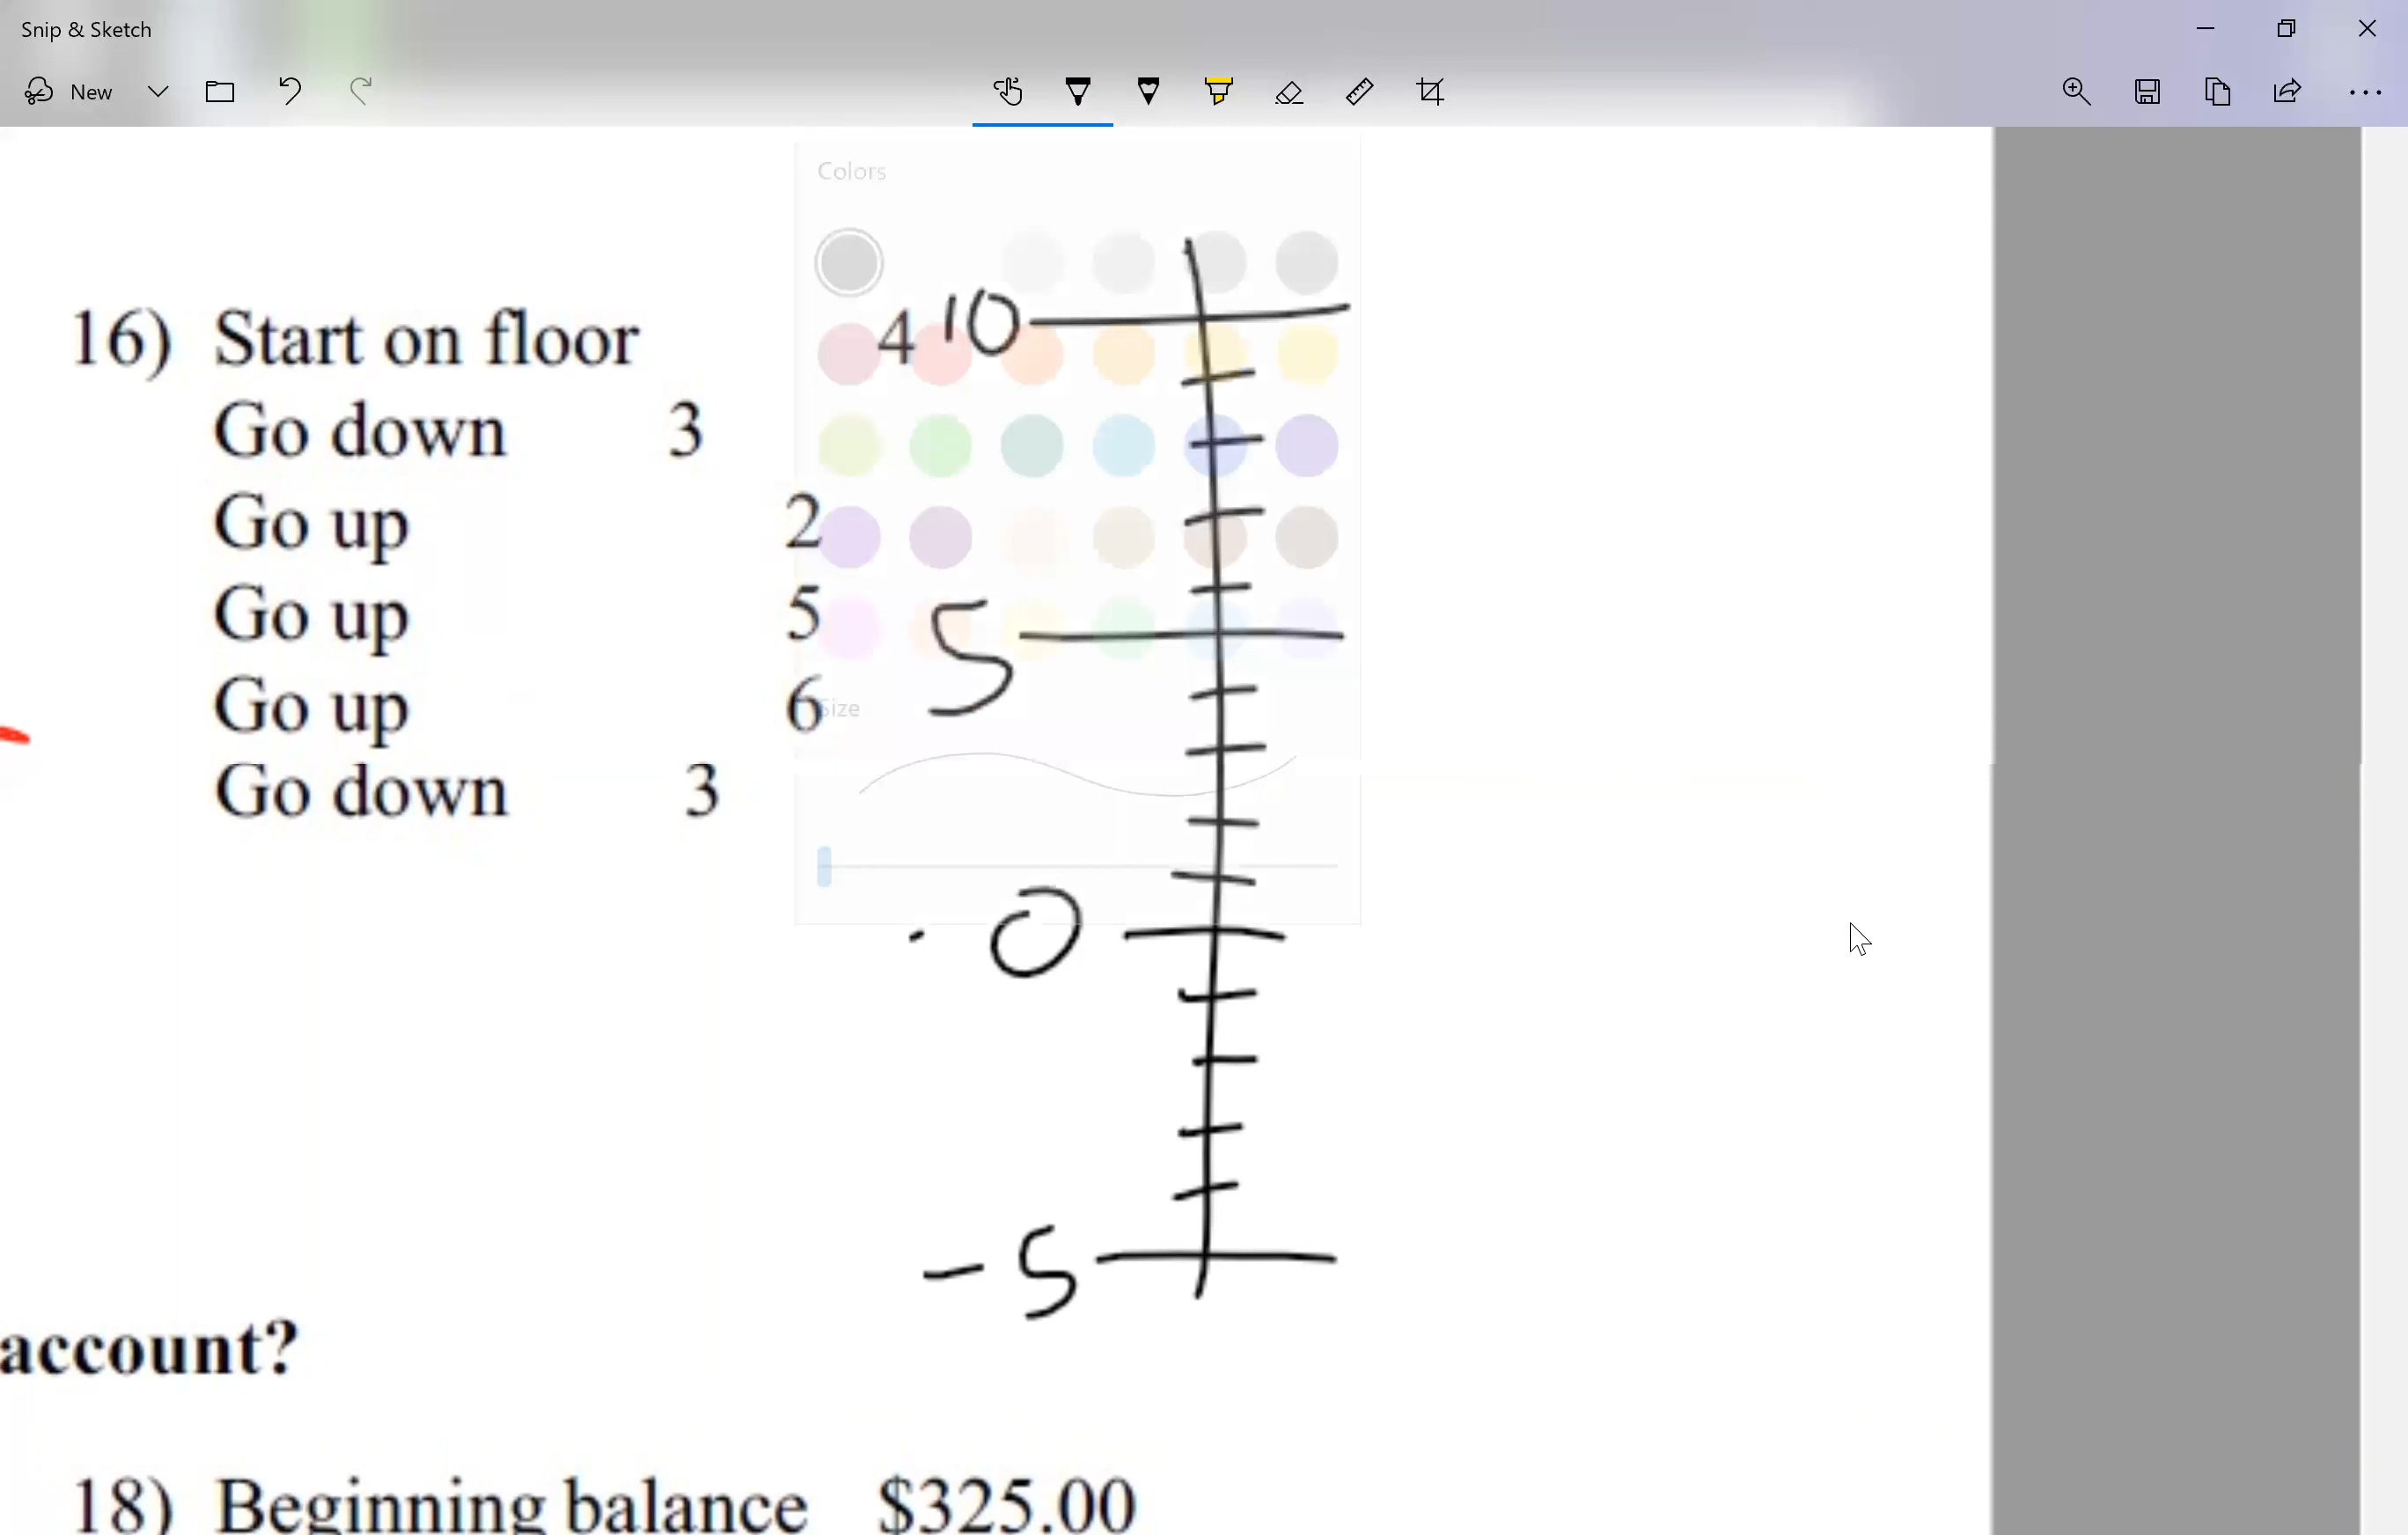 Snip & Sketch
New
Colors
16) Start on floor 4 10
Go down 3
Go up 2
Go up 5 5
Go up 6 Size
Go down 3
0
-5
account?
18) Beginning balance $325.00